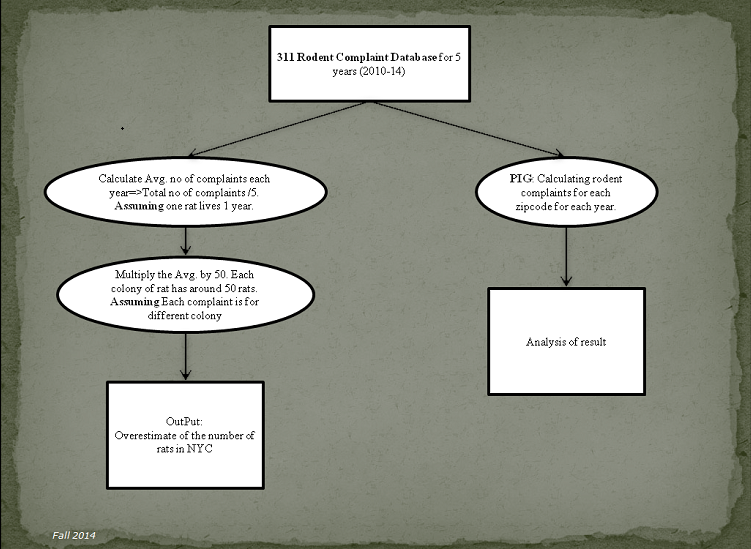 311 Rodent Complaint Database for 5
years (2010-14)
Calculate Avg. no of complaints each
year=>Total no of complaints /5.
Assuming one rat lives 1 year.
PIG: Calculating rodent
complaints for each
zipcode for each year.
Multiply the Avg. by 50. Each
colony of rat has around 50 rats.
Assuming Each complaint is for
different colony
Analysis of result
OutPut:
Overestimate of the number of
rats in NYC
Fall 2014